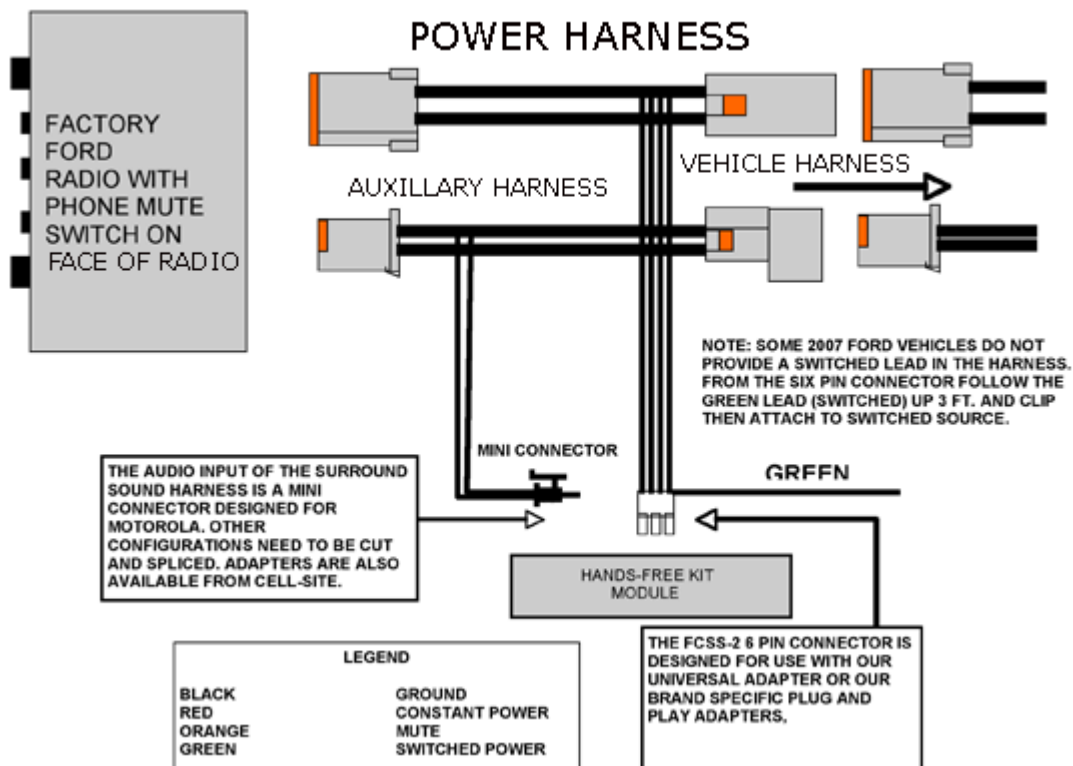 POWER HARNESS
FACTORY
FORD
RADIO WITH
PHONE MUTE
SWITCH ON
FACE OF RADIO
AUXILLARY HARNESS
VEHICLE HARNESS
NOTE: SOME 2007 FORD VEHICLES DO NOT
PROVIDE A SWITCHED LEAD IN THE HARNESS.
FROM THE SIX PIN CONNECTOR FOLLOW THE
GREEN LEAD (SWITCHED) UP 3 FT. AND CLIP
THEN ATTACH TO SWITCHED SOURCE.
MINI CONNECTOR
GREEN
THE AUDIO INPUT OF THE SURROUND
SOUND HARNESS IS A MINI
CONNECTOR DESIGNED FOR
MOTOROLA. OTHER
CONFIGURATIONS NEED TO BE CUT
AND SPLICED. ADAPTERS ARE ALSO
AVAILABLE FROM CELL-SITE.
HANDS-FREE KIT
MODULE
THE FCSS-2 6 PIN CONNECTOR IS
DESIGNED FOR USE WITH OUR
UNIVERSAL ADAPTER OR OUR
BRAND SPECIFIC PLUG AND
PLAY ADAPTERS,
LEGEND
BLACK GROUND
RED CONSTANT POWER
ORANGE MUTE
GREEN SWITCHED POWER